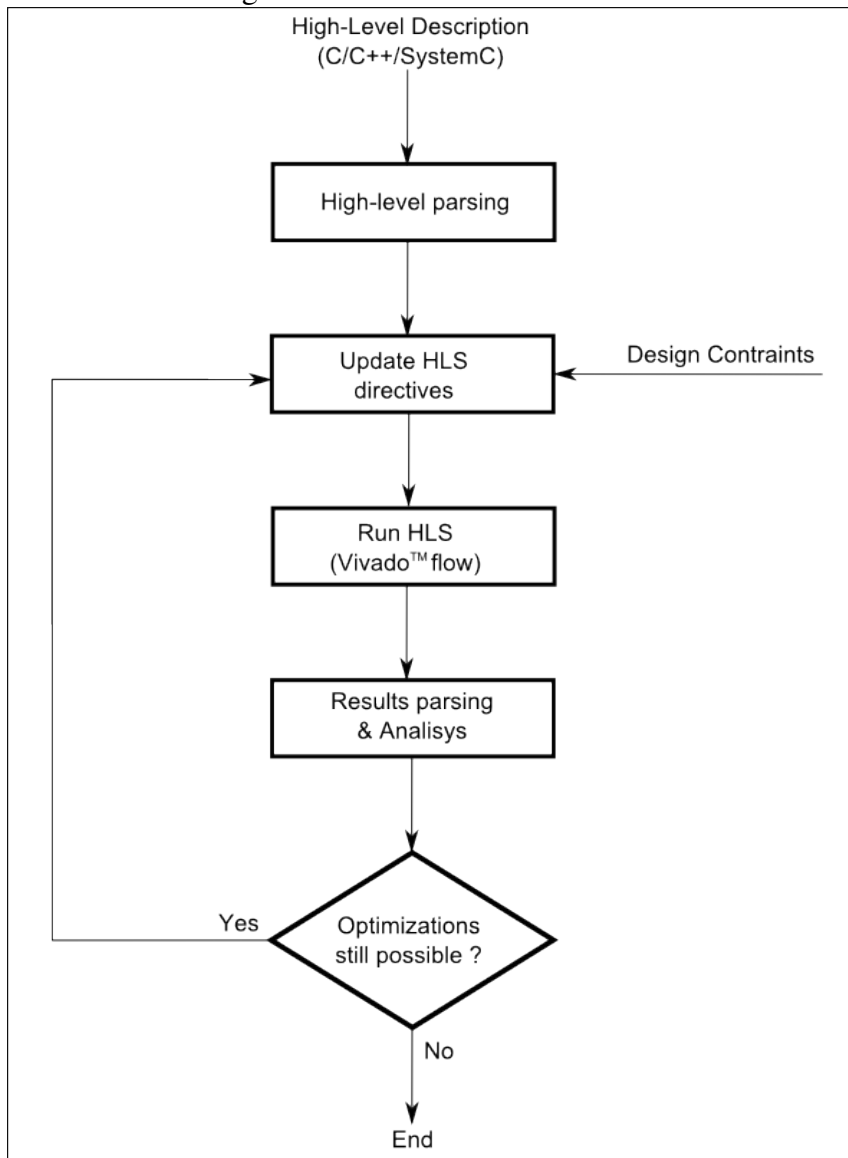 High-Level Description
(C/C++/SystemC)
High-level parsing
Update HLS
directives
Design Contraints
Run HLS
(Vivado™ flow)
Results parsing
& Analisys
Optimizations
still possible ?
Yes
No
End